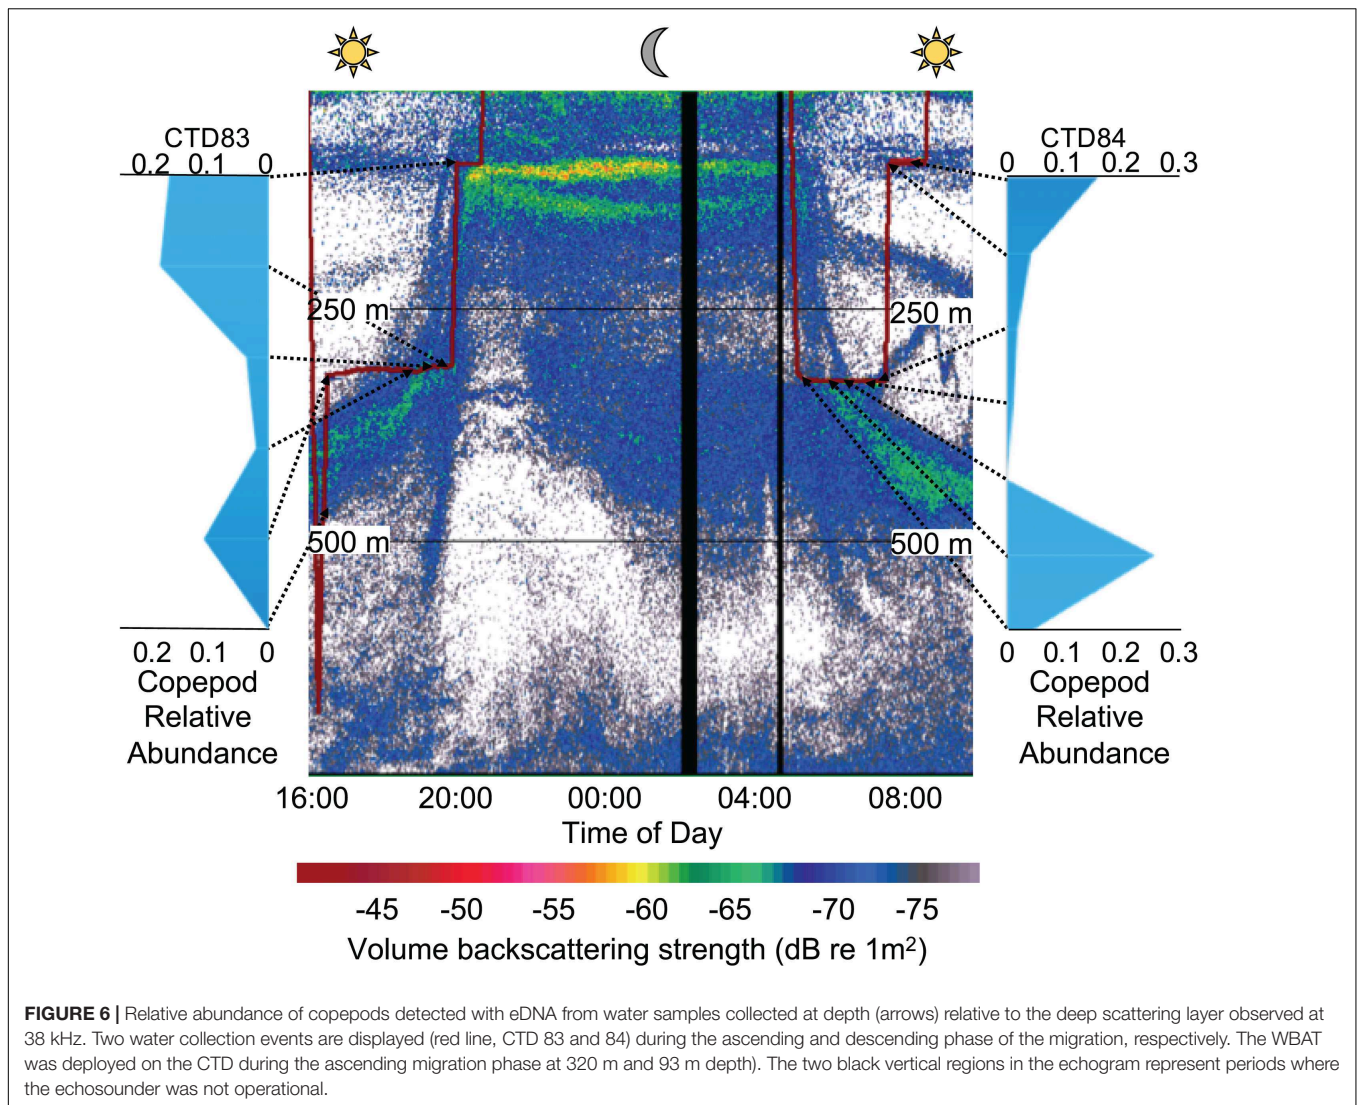 CTD83
0.2 0.1 0
CTD84
0 0.1 0.2 0.3
250 m
250 m
500 m
500 m
0.2 0.1 0
Copepod
Relative
Abundance
0 0.1 0.2 0.3
Copepod
Relative
Abundance
16:00 20:00 00:00 04:00 08:00
Time of Day
-45 -50 -55 -60 -65 -70 -75
Volume backscattering strength (dB re 1m²)
FIGURE 6 | Relative abundance of copepods detected with eDNA from water samples collected at depth (arrows) relative to the deep scattering layer observed at
38 kHz. Two water collection events are displayed (red line, CTD 83 and 84) during the ascending and descending phase of the migration, respectively. The WBAT
was deployed on the CTD during the ascending migration phase at 320 m and 93 m depth). The two black vertical regions in the echogram represent periods where
the echosounder was not operational.